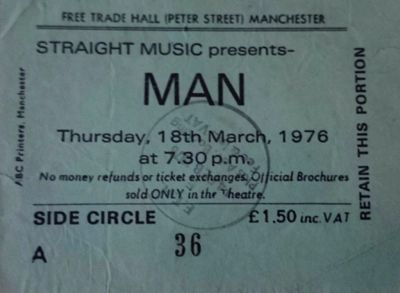 FREE TRADE HALL (PETER STREET) MANCHESTER
STRAIGHT MUSIC presents-
MAN
Thursday, 18th March, 1976
at 7.30 p.m.
No money refunds or ticket exchanges. Official Brochures
sold ONLY in the Theatre.
SIDE CIRCLE £1.50 inc. VAT
A 36
ABC Printers, Manchester
RETAIN THIS PORTION